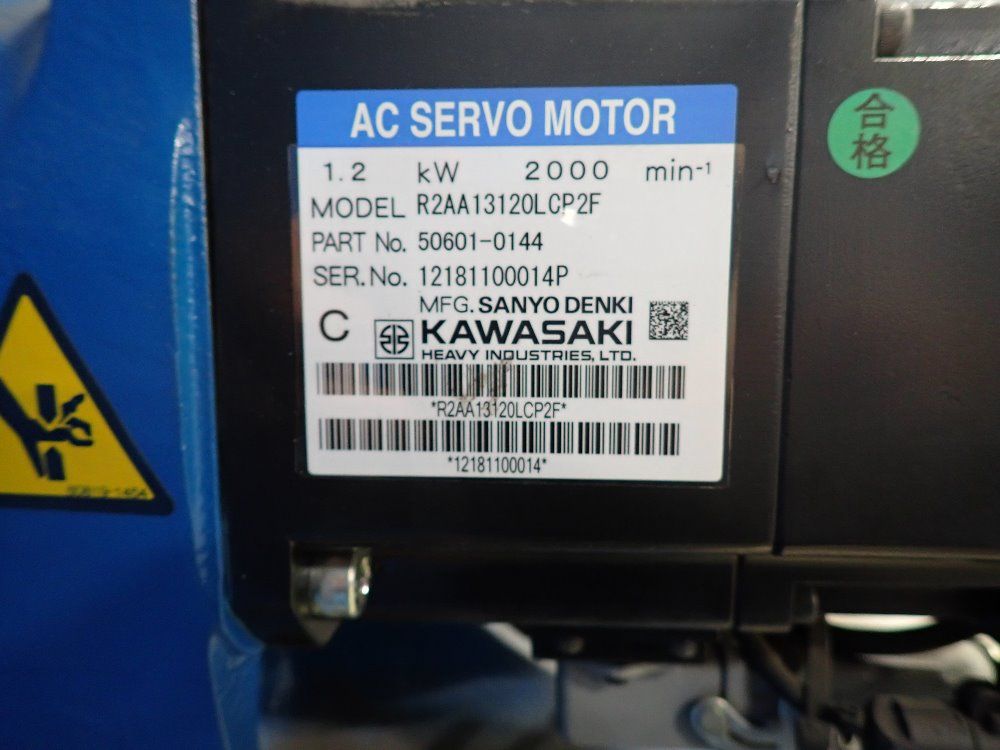 AC SERVO MOTOR
1.2 kW 2000 min-1
MODEL R2AA13120LCP2F
PART No. 50601-0144
SER.No. 12181100014P
MFG. SANYO DENKI
C KAWASAKI
HEAVY INDUSTRIES, LTD.
*R2AA13120LCP2F*
*12181100014*
合格